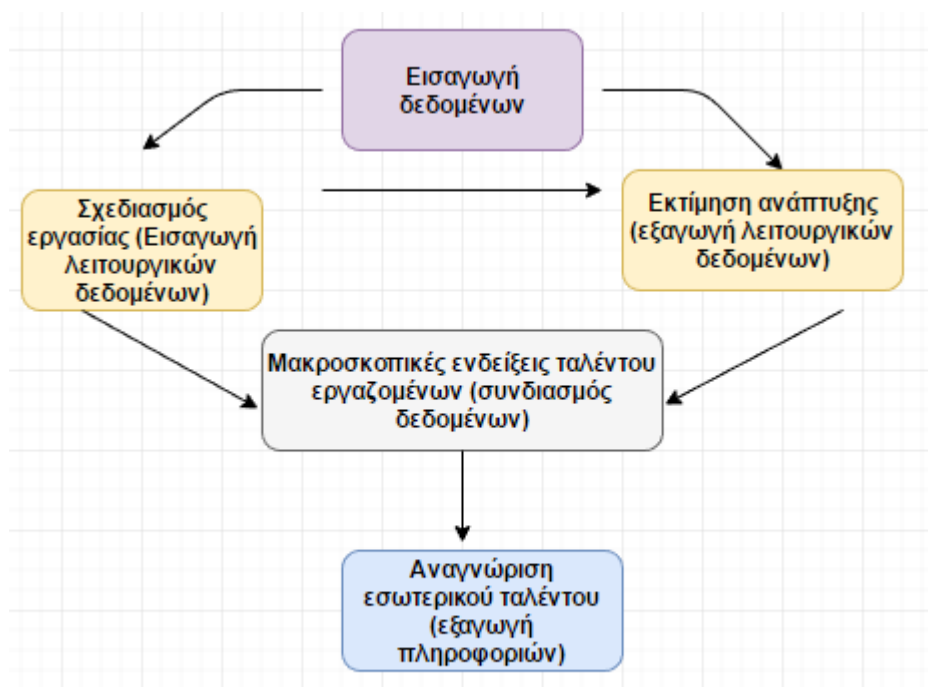 Εισαγωγή
δεδομένων
Σχεδιασμός
εργασίας (Εισαγωγή
λειτουργικών
δεδομένων)
Εκτίμηση ανάπτυξης
(εξαγωγή λειτουργικών
δεδομένων)
Μακροσκοπικές ενδείξεις ταλέντου
εργαζομένων (συνδιασμός
δεδομένων)
Αναγνώριση
εσωτερικού ταλέντου
(εξαγωγή
πληροφοριών)